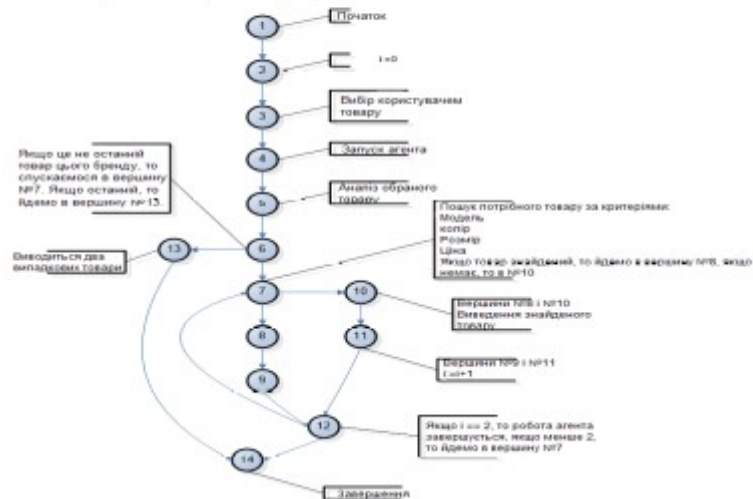 1
Початок
2
i=0
3
Вибір користувачем
товару
4
Запуск агента
5
Аналіз обраного
товару
Якщо це не останній
товар цього бренду, то
спускаємося в вершину
№7. Якщо останній, то
йдемо в вершину №13.
6
13
Виводиться два
випадкових товари
Пошук потрібного товару за критеріями:
Модель
колір
Розмір
Ціна
Якщо товар знайдений, то йдемо в вершину №8, якщо
немає, то в №10
7
10
Вершини №8 і №10
Виведення знайденого
товару
8
11
Вершини №9 і №11
i:=i+1
9
12
Якщо i == 2, то робота агента
завершується, якщо менше 2,
то йдемо в вершину №7
14
Завершення